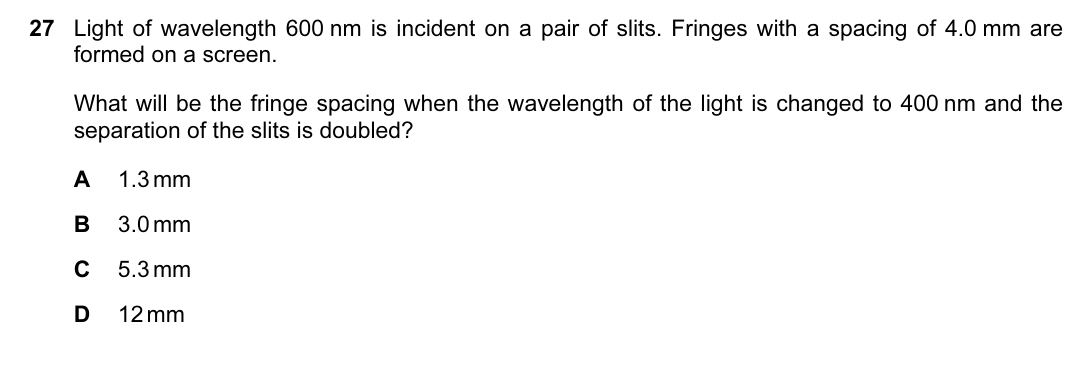 27 Light of wavelength 600 nm is incident on a pair of slits. Fringes with a spacing of 4.0 mm are
formed on a screen.
What will be the fringe spacing when the wavelength of the light is changed to 400 nm and the
separation of the slits is doubled?
A 1.3 mm
B 3.0 mm
C 5.3 mm
D 12 mm